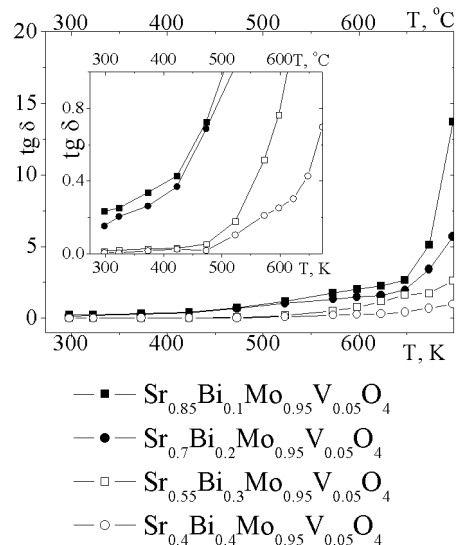 300 400 500 600 T, °C
20
15
10
5
0
tg δ
300 400 500 600 T, °C
0.8
0.4
0.0
tg δ
300 400 500 600
T, K
300 400 500 600
T, K
Sr0.85Bi0.1Mo0.95V0.05O4
Sr0.7Bi0.2Mo0.95V0.05O4
Sr0.55Bi0.3Mo0.95V0.05O4
Sr0.4Bi0.4Mo0.95V0.05O4